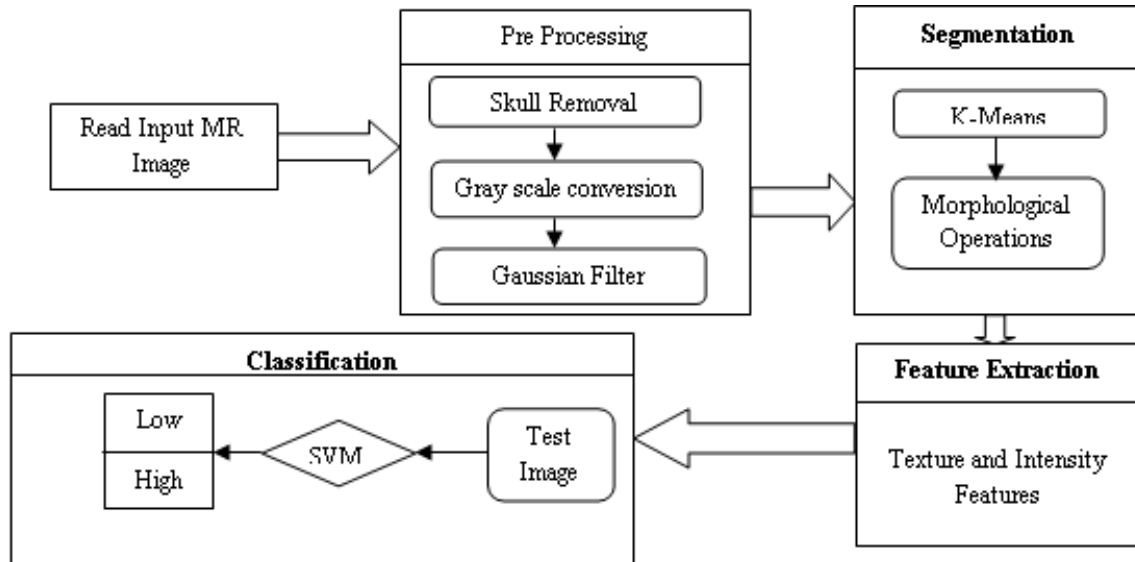 Read Input MR
Image
Pre Processing
Skull Removal
Gray scale conversion
Gaussian Filter
Segmentation
K-Means
Morphological
Operations
Feature Extraction
Texture and Intensity
Features
Classification
Test
Image
SVM
Low
High